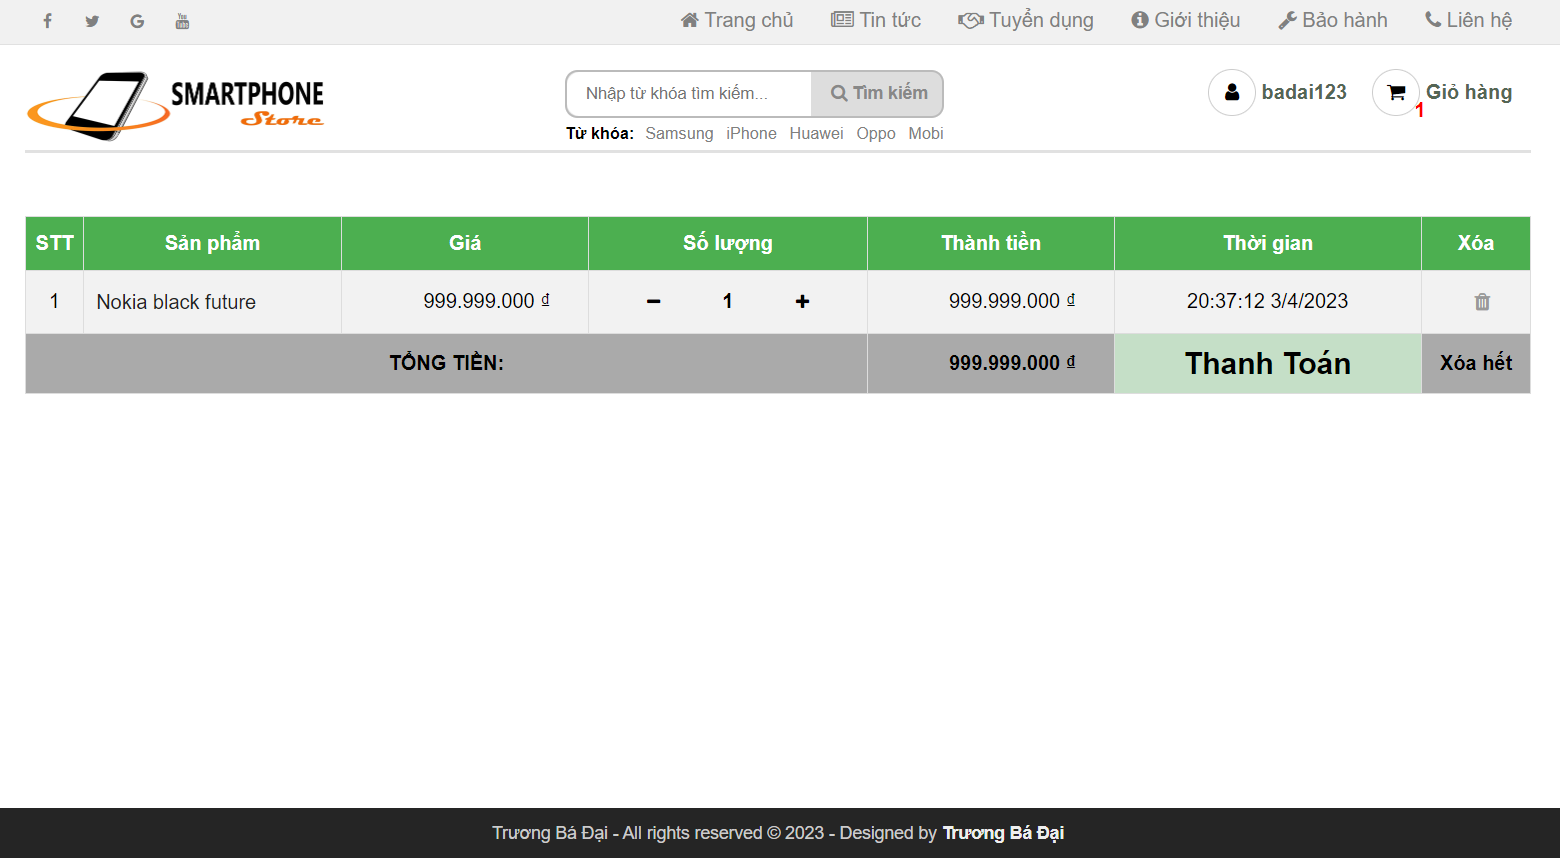 Trang chủ Tin tức Tuyển dụng Giới thiệu Bảo hành Liên hệ
SMARTPHONE
Store
Nhập từ khóa tìm kiếm... Tìm kiếm
badai123 Giỏ hàng
1
Từ khóa: Samsung iPhone Huawei Oppo Mobi
STT Sản phẩm Giá Số lượng Thành tiền Thời gian Xóa
1 Nokia black future 999.999.000 ₫ 1 999.999.000 ₫ 20:37:12 3/4/2023
TỔNG TIỀN: 999.999.000 ₫ Thanh Toán Xóa hết
Trương Bá Đại - All rights reserved © 2023 - Designed by Trương Bá Đại